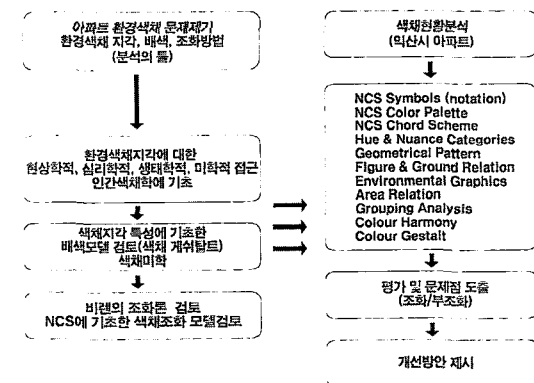 아파트 환경색채 문제제기
환경색채 지각, 배색, 조화방법
(분석의 틀)
환경색채지각에 대한
현상학적, 심리학적, 생태학적, 미학적 접근
인간색채학에 기초
색채지각 특성에 기초한
배색모델 검토(색채 게쉬탈트)
색채미학
비렌의 조화론 검토
NCS에 기초한 색채조화 모델검토
색채현황분석
(익산시 아파트)
NCS Symbols (notation)
NCS Color Palette
NCS Chord Scheme
Hue & Nuance Categories
Geometrical Pattern
Figure & Ground Relation
Environmental Graphics
Area Relation
Grouping Analysis
Colour Harmony
Colour Gestalt
평가 및 문제점 도출
(조화/부조화)
개선방안 제시